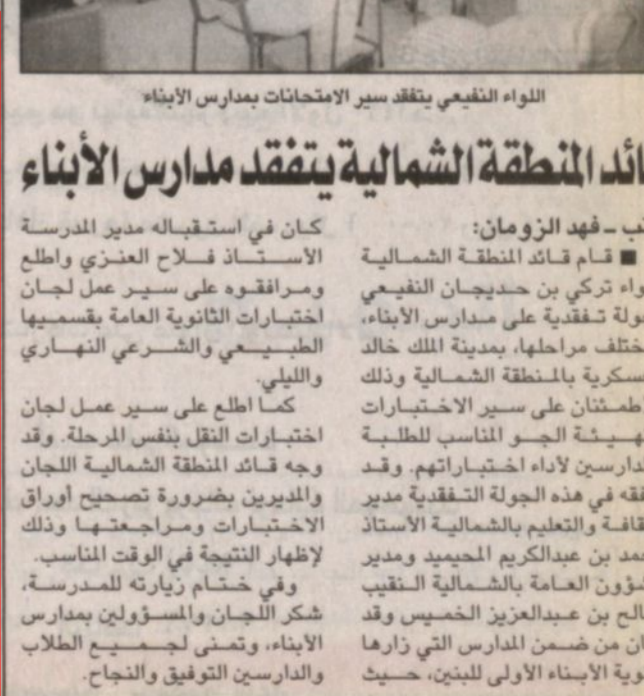 اللواء النفيعي يتفقد سير الامتحانات بمدارس الأبناء
ائد المنطقة الشمالية يتفقد مدارس الأبناء
ب ـ فهد الزومان:
■ قام قائد المنطقة الشمالية
واء تركي بن حديجان النفيعي
ولة تفقدية على مدارس الأبناء،
ختلف مراحلها، بمدينة الملك خالد
سكرية بالمنطقة الشمالية وذلك
طمئنان على سير الاختبارات
هيئة الجو المناسب للطلبة
دارسين لأداء اختباراتهم. وقد
فقه في هذه الجولة التفقدية مدير
قافة والتعليم بالشمالية الأستاذ
مد بن عبدالكريم المحيميد ومدير
ؤون العامة بالشمالية النقيب
الح بن عبدالعزيز الخميس وقد
ان من ضمن المدارس التي زارها
وية الأبناء الأولى للبنين، حيث
كان في استقباله مدير المدرسة
الأستاذ فلاح العنزي واطلع
ومرافقوه على سير عمل لجان
اختبارات الثانوية العامة بقسميها
الطبيعي والشرعي النهاري
والليلي.
كما اطلع على سير عمل لجان
اختبارات النقل بنفس المرحلة. وقد
وجه قائد المنطقة الشمالية اللجان
والمديرين بضرورة تصحيح أوراق
الاختبارات ومراجعتها وذلك
لإظهار النتيجة في الوقت المناسب.
وفي ختام زيارته للمدرسة،
شكر اللجان والمسؤولين بمدارس
الأبناء، وتمنى لجميع الطلاب
والدارسين التوفيق والنجاح.